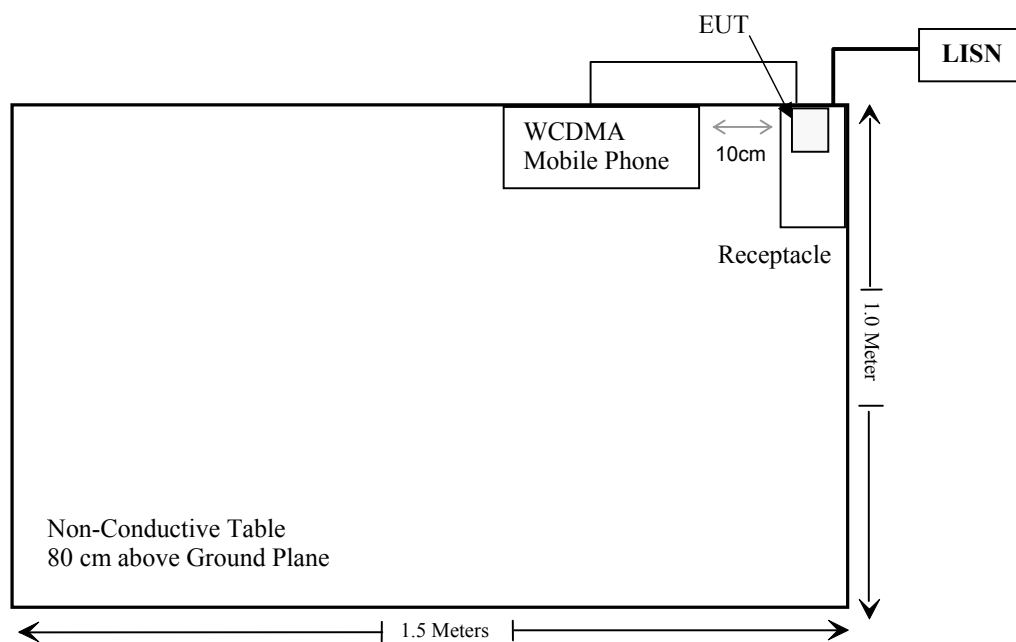 EUT
LISN
WCDMA
Mobile Phone
10cm
Receptacle
1.0 Meter
Non-Conductive Table
80 cm above Ground Plane
1.5 Meters